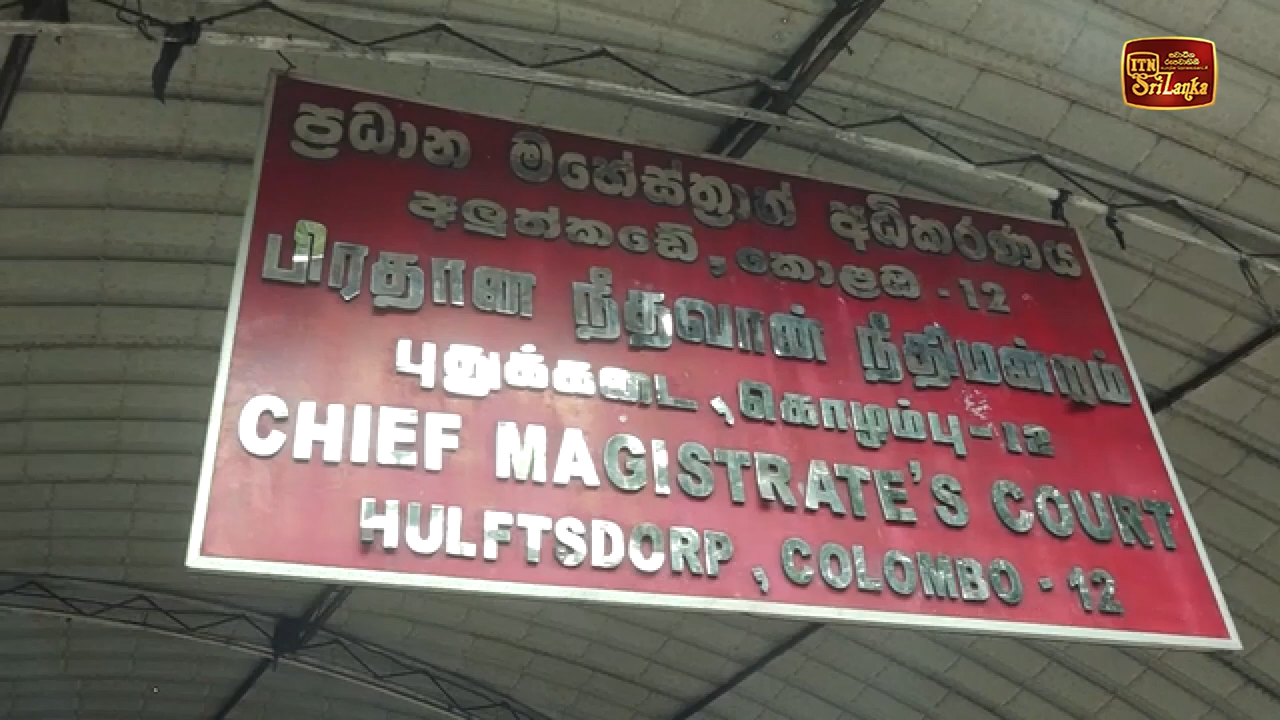 ITN
SriLanka
ප්‍රධාන මහේස්ත්‍රාත් අධිකරණය
අලුත්කඩේ, කොළඹ - 12
பிரதான நீதவான் நீதிமன்றம்
புதுக்கடை, கொழும்பு - 12
CHIEF MAGISTRATE'S COURT
HULFTSDORP, COLOMBO - 12